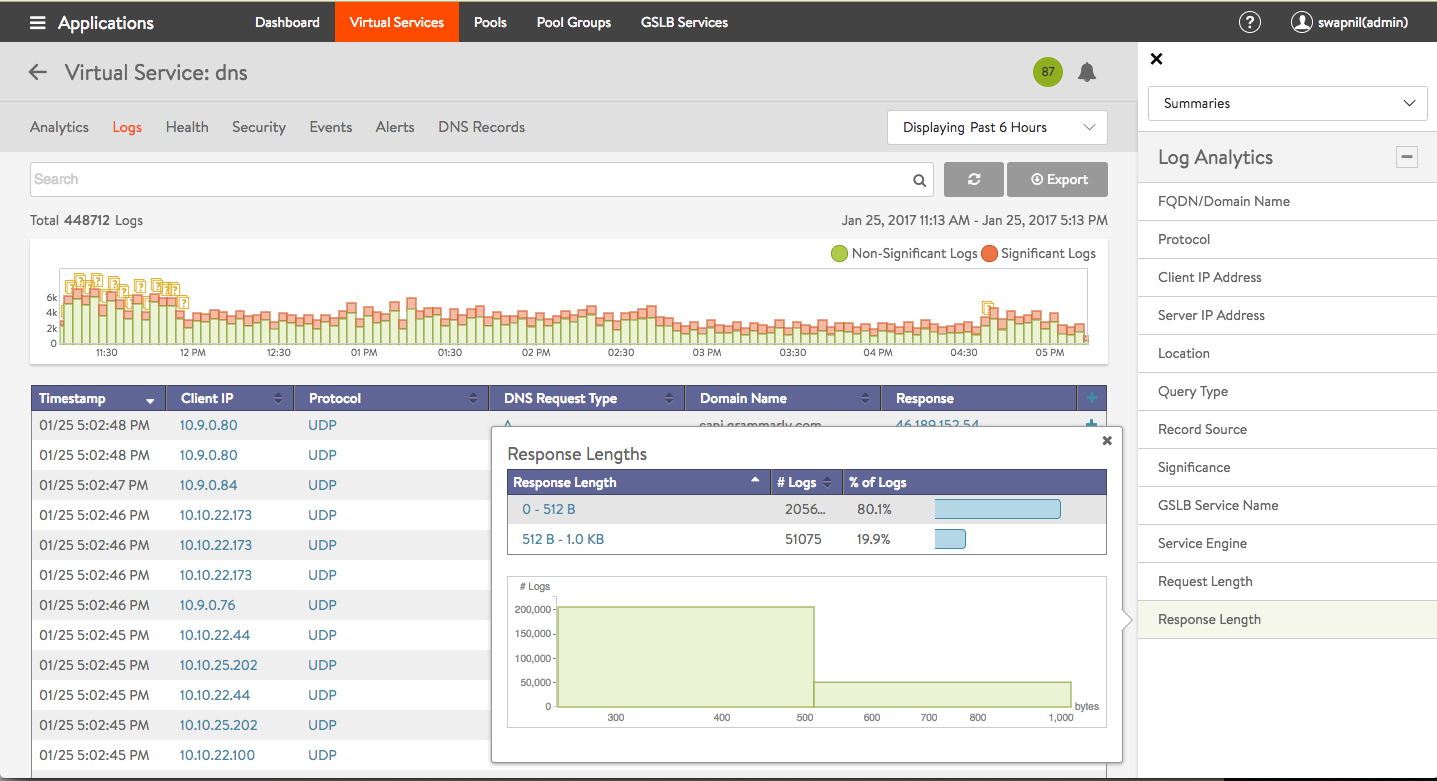 Applications Dashboard Virtual Services Pools Pool Groups GSLB Services ? swapnil(admin)
Virtual Service: dns 87
Analytics Logs Health Security Events Alerts DNS Records Displaying Past 6 Hours
Search Export
Total 448712 Logs Jan 25, 2017 11:13 AM - Jan 25, 2017 5:13 PM
Non-Significant Logs Significant Logs
6k
4k
2k
0
11:30 12 PM 12:30 01 PM 01:30 02 PM 02:30 03 PM 03:30 04 PM 04:30 05 PM
Timestamp Client IP Protocol DNS Request Type Domain Name Response +
01/25 5:02:48 PM 10.9.0.80 UDP A capi.grammarly.com 46.189.152.54 +
01/25 5:02:48 PM 10.9.0.80 UDP
01/25 5:02:47 PM 10.9.0.84 UDP
01/25 5:02:46 PM 10.10.22.173 UDP
01/25 5:02:46 PM 10.10.22.173 UDP
01/25 5:02:46 PM 10.10.22.173 UDP
01/25 5:02:46 PM 10.9.0.76 UDP
01/25 5:02:45 PM 10.10.22.44 UDP
01/25 5:02:45 PM 10.10.25.202 UDP
01/25 5:02:45 PM 10.10.22.44 UDP
01/25 5:02:45 PM 10.10.25.202 UDP
01/25 5:02:45 PM 10.10.22.100 UDP
Response Lengths
Response Length # Logs % of Logs
0 - 512 B 2056... 80.1%
512 B - 1.0 KB 51075 19.9%
# Logs
200,000
150,000
100,000
50,000
0
bytes
300 400 500 600 700 800 1,000
Summaries
Log Analytics
FQDN/Domain Name
Protocol
Client IP Address
Server IP Address
Location
Query Type
Record Source
Significance
GSLB Service Name
Service Engine
Request Length
Response Length